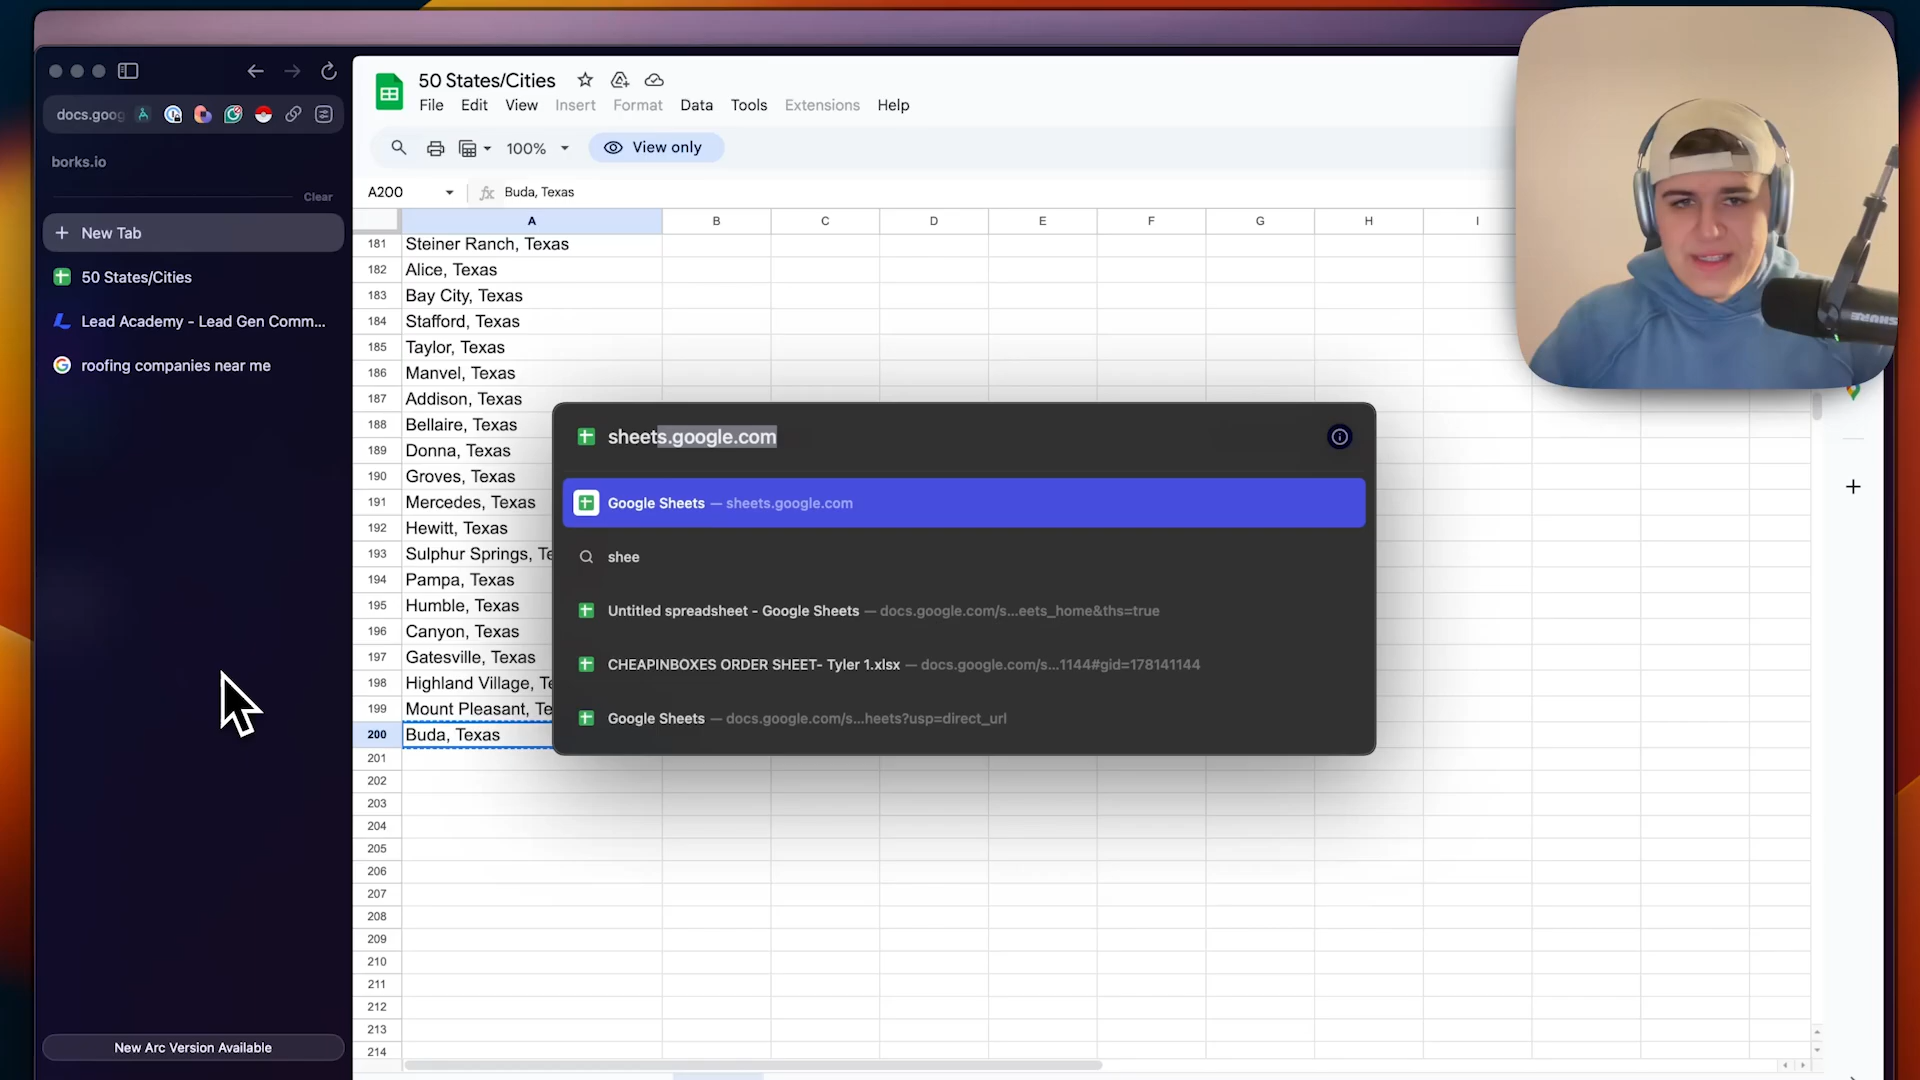 docs.goog
borks.io
Clear
New Tab
50 States/Cities
Lead Academy - Lead Gen Comm...
roofing companies near me
New Arc Version Available
50 States/Cities
File Edit View Insert Format Data Tools Extensions Help
100% View only
A200 fx Buda, Texas
A B C D E F G H I
181 Steiner Ranch, Texas
182 Alice, Texas
183 Bay City, Texas
184 Stafford, Texas
185 Taylor, Texas
186 Manvel, Texas
187 Addison, Texas
188 Bellaire, Texas
189 Donna, Texas
190 Groves, Texas
191 Mercedes, Texas
192 Hewitt, Texas
193 Sulphur Springs, Te
194 Pampa, Texas
195 Humble, Texas
196 Canyon, Texas
197 Gatesville, Texas
198 Highland Village, Te
199 Mount Pleasant, Te
200 Buda, Texas
201
202
203
204
205
206
207
208
209
210
211
212
213
214
sheets.google.com
Google Sheets — sheets.google.com
shee
Untitled spreadsheet - Google Sheets — docs.google.com/s...eets_home&ths=true
CHEAPINBOXES ORDER SHEET- Tyler 1.xlsx — docs.google.com/s...1144#gid=178141144
Google Sheets — docs.google.com/s...heets?usp=direct_url